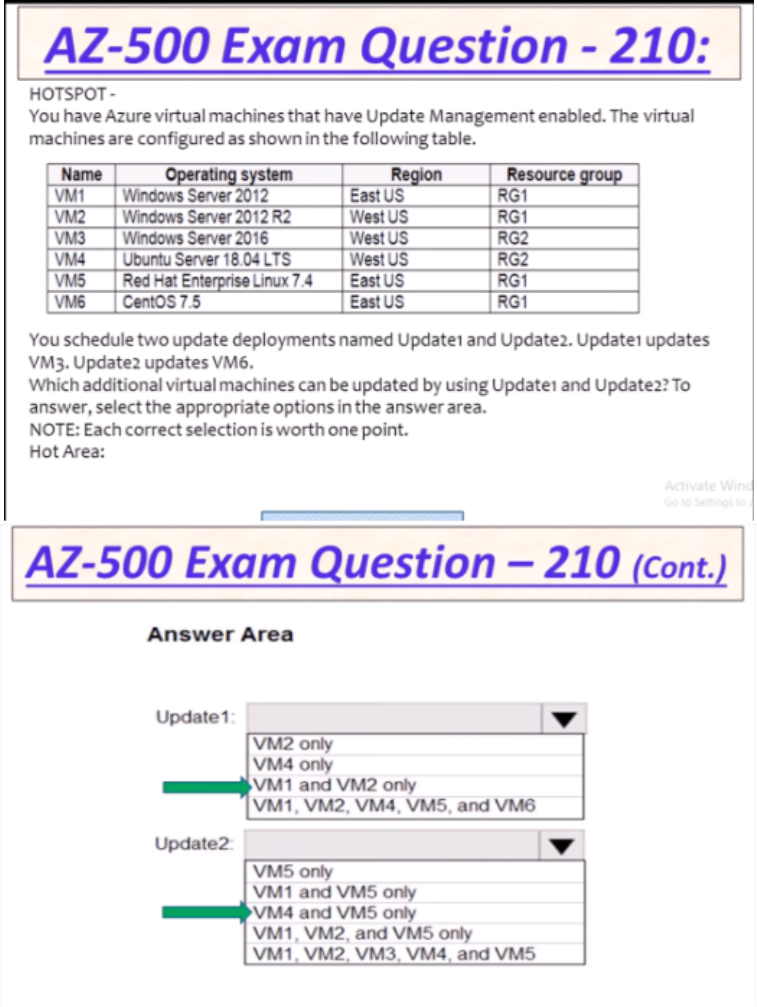 AZ-500 Exam Question - 210:
HOTSPOT -
You have Azure virtual machines that have Update Management enabled. The virtual
machines are configured as shown in the following table.
Name Operating system Region Resource group
VM1 Windows Server 2012 East US RG1
VM2 Windows Server 2012 R2 West US RG1
VM3 Windows Server 2016 West US RG2
VM4 Ubuntu Server 18.04 LTS West US RG2
VM5 Red Hat Enterprise Linux 7.4 East US RG1
VM6 CentOS 7.5 East US RG1
You schedule two update deployments named Update1 and Update2. Update1 updates
VM3. Update2 updates VM6.
Which additional virtual machines can be updated by using Update1 and Update2? To
answer, select the appropriate options in the answer area.
NOTE: Each correct selection is worth one point.
Hot Area:
Activate Wind
Go to Settings to
AZ-500 Exam Question – 210 (Cont.)
Answer Area
Update1:
VM2 only
VM4 only
VM1 and VM2 only
VM1, VM2, VM4, VM5, and VM6
Update2:
VM5 only
VM1 and VM5 only
VM4 and VM5 only
VM1, VM2, and VM5 only
VM1, VM2, VM3, VM4, and VM5